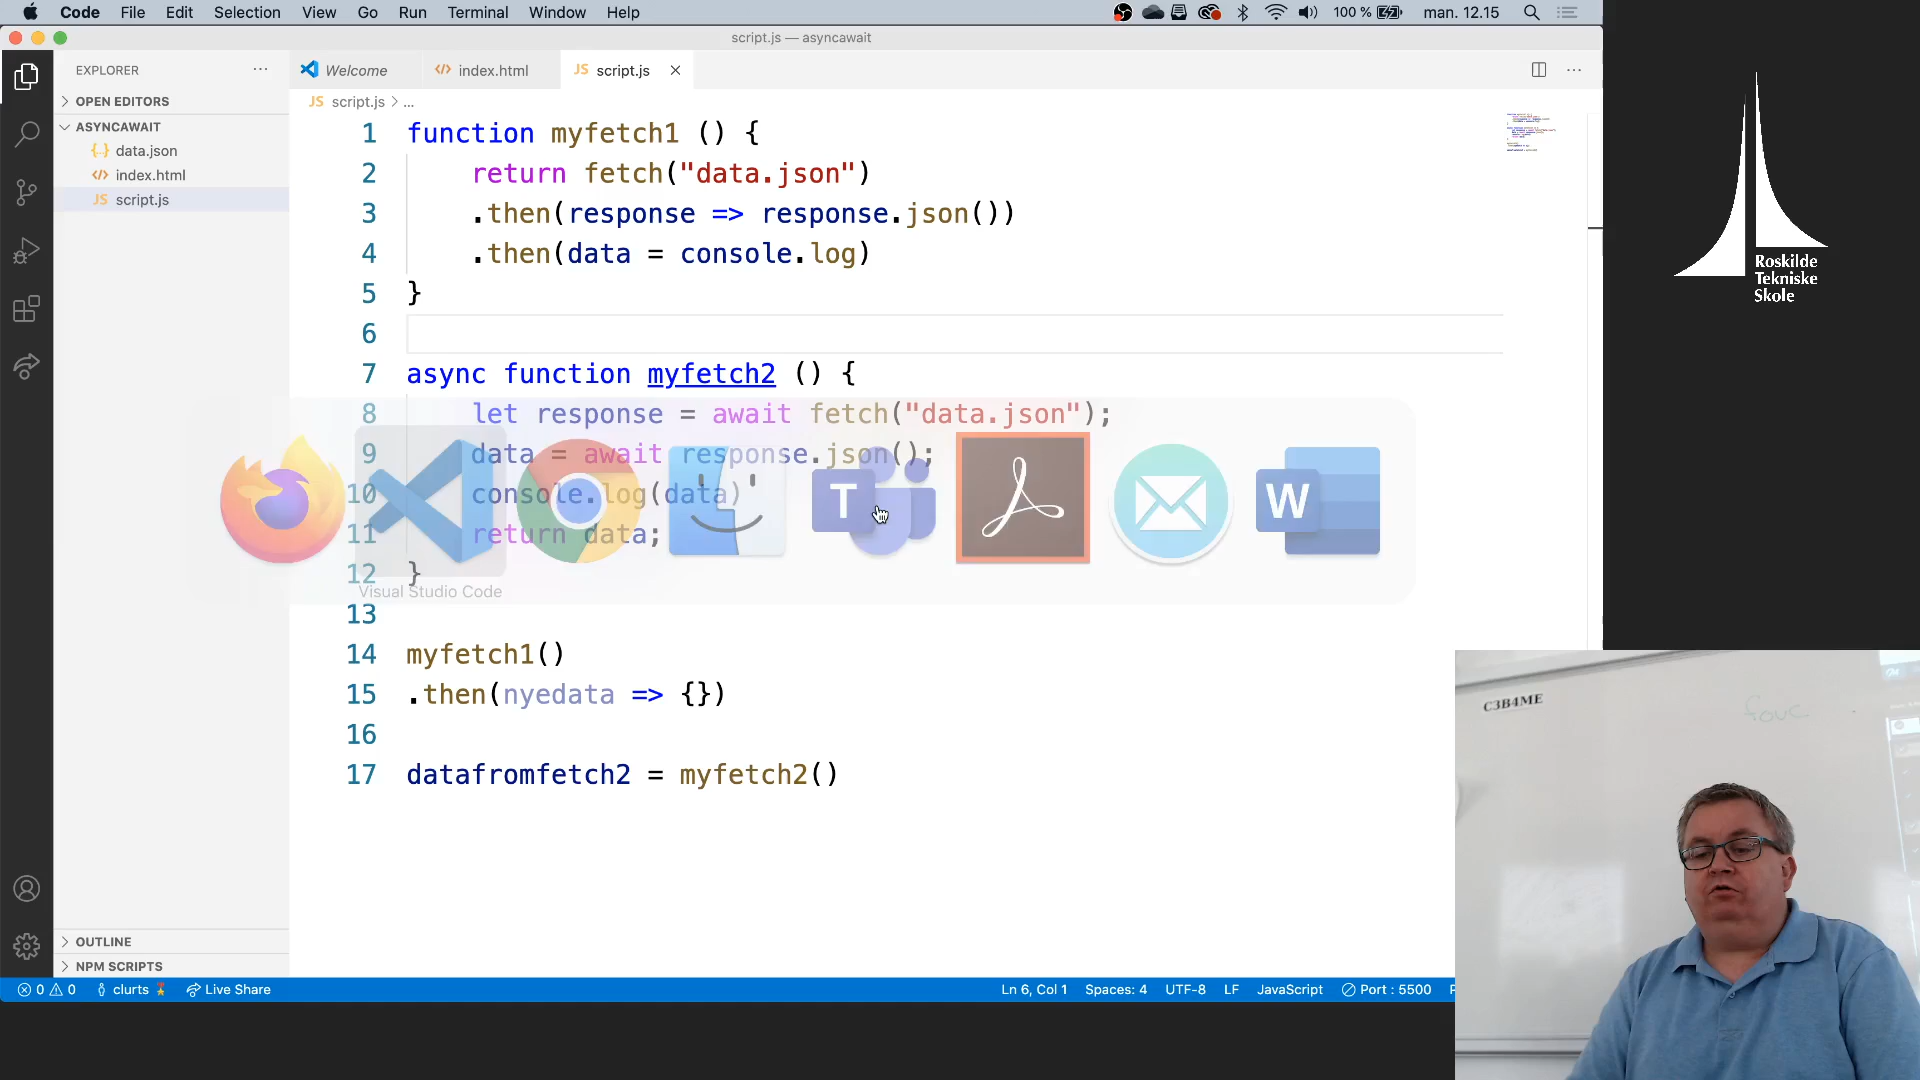 Code File Edit Selection View Go Run Terminal Window Help 100 % man. 12.15
script.js — asyncawait
EXPLORER ···
Welcome
index.html
script.js
OPEN EDITORS
ASYNCAWAIT
data.json
index.html
script.js
script.js > ...
1 function myfetch1 () {
2 return fetch("data.json")
3 .then(response => response.json())
4 .then(data = console.log)
5 }
6
7 async function myfetch2 () {
8 let response = await fetch("data.json");
9 data = await response.json();
10 console.log(data)
11 return data;
12 }
13
14 myfetch1()
15 .then(nyedata => {})
16
17 datafromfetch2 = myfetch2()
T
W
Visual Studio Code
OUTLINE
NPM SCRIPTS
0 0 clurts Live Share
Ln 6, Col 1 Spaces: 4 UTF-8 LF JavaScript Port : 5500
Roskilde
Tekniske
Skole
C3B4ME
fouc